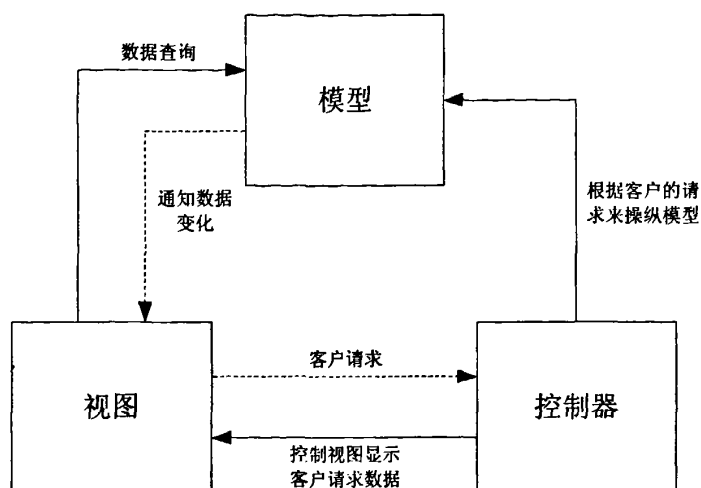 数据查询
模型
通知数据
变化
根据客户的请
求来操纵模型
客户请求
视图
控制器
控制视图显示
客户请求数据